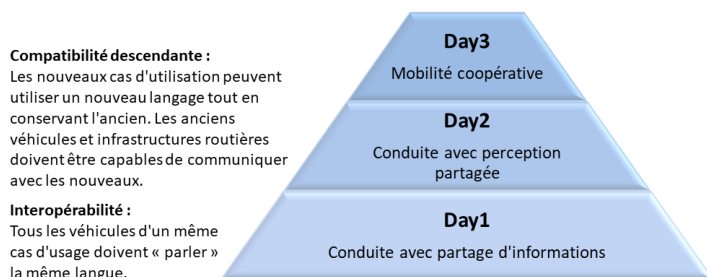 Compatibilité descendante :
Les nouveaux cas d'utilisation peuvent
utiliser un nouveau langage tout en
conservant l'ancien. Les anciens
véhicules et infrastructures routières
doivent être capables de communiquer
avec les nouveaux.
Interopérabilité :
Tous les véhicules d'un même
cas d'usage doivent « parler »
la même langue.
Day3
Mobilité coopérative
Day2
Conduite avec perception
partagée
Day1
Conduite avec partage d'informations